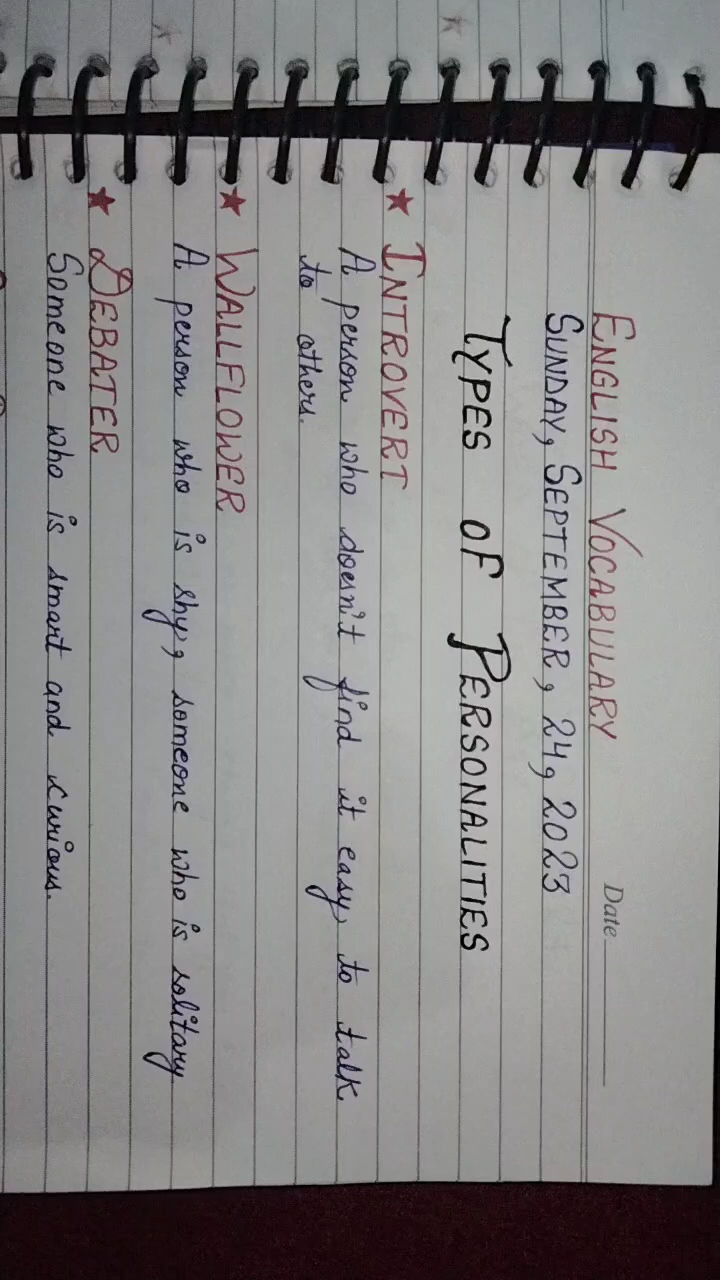 ENGLISH VOCABULARY
Date
SUNDAY, SEPTEMBER, 24, 2023
TYPES OF PERSONALITIES
★ INTROVERT
A person who doesn't find it easy, to talk
to others.
★ WALLFLOWER
A person who is shy, someone who is solitary
★ DEBATER
Someone who is smart and curious.